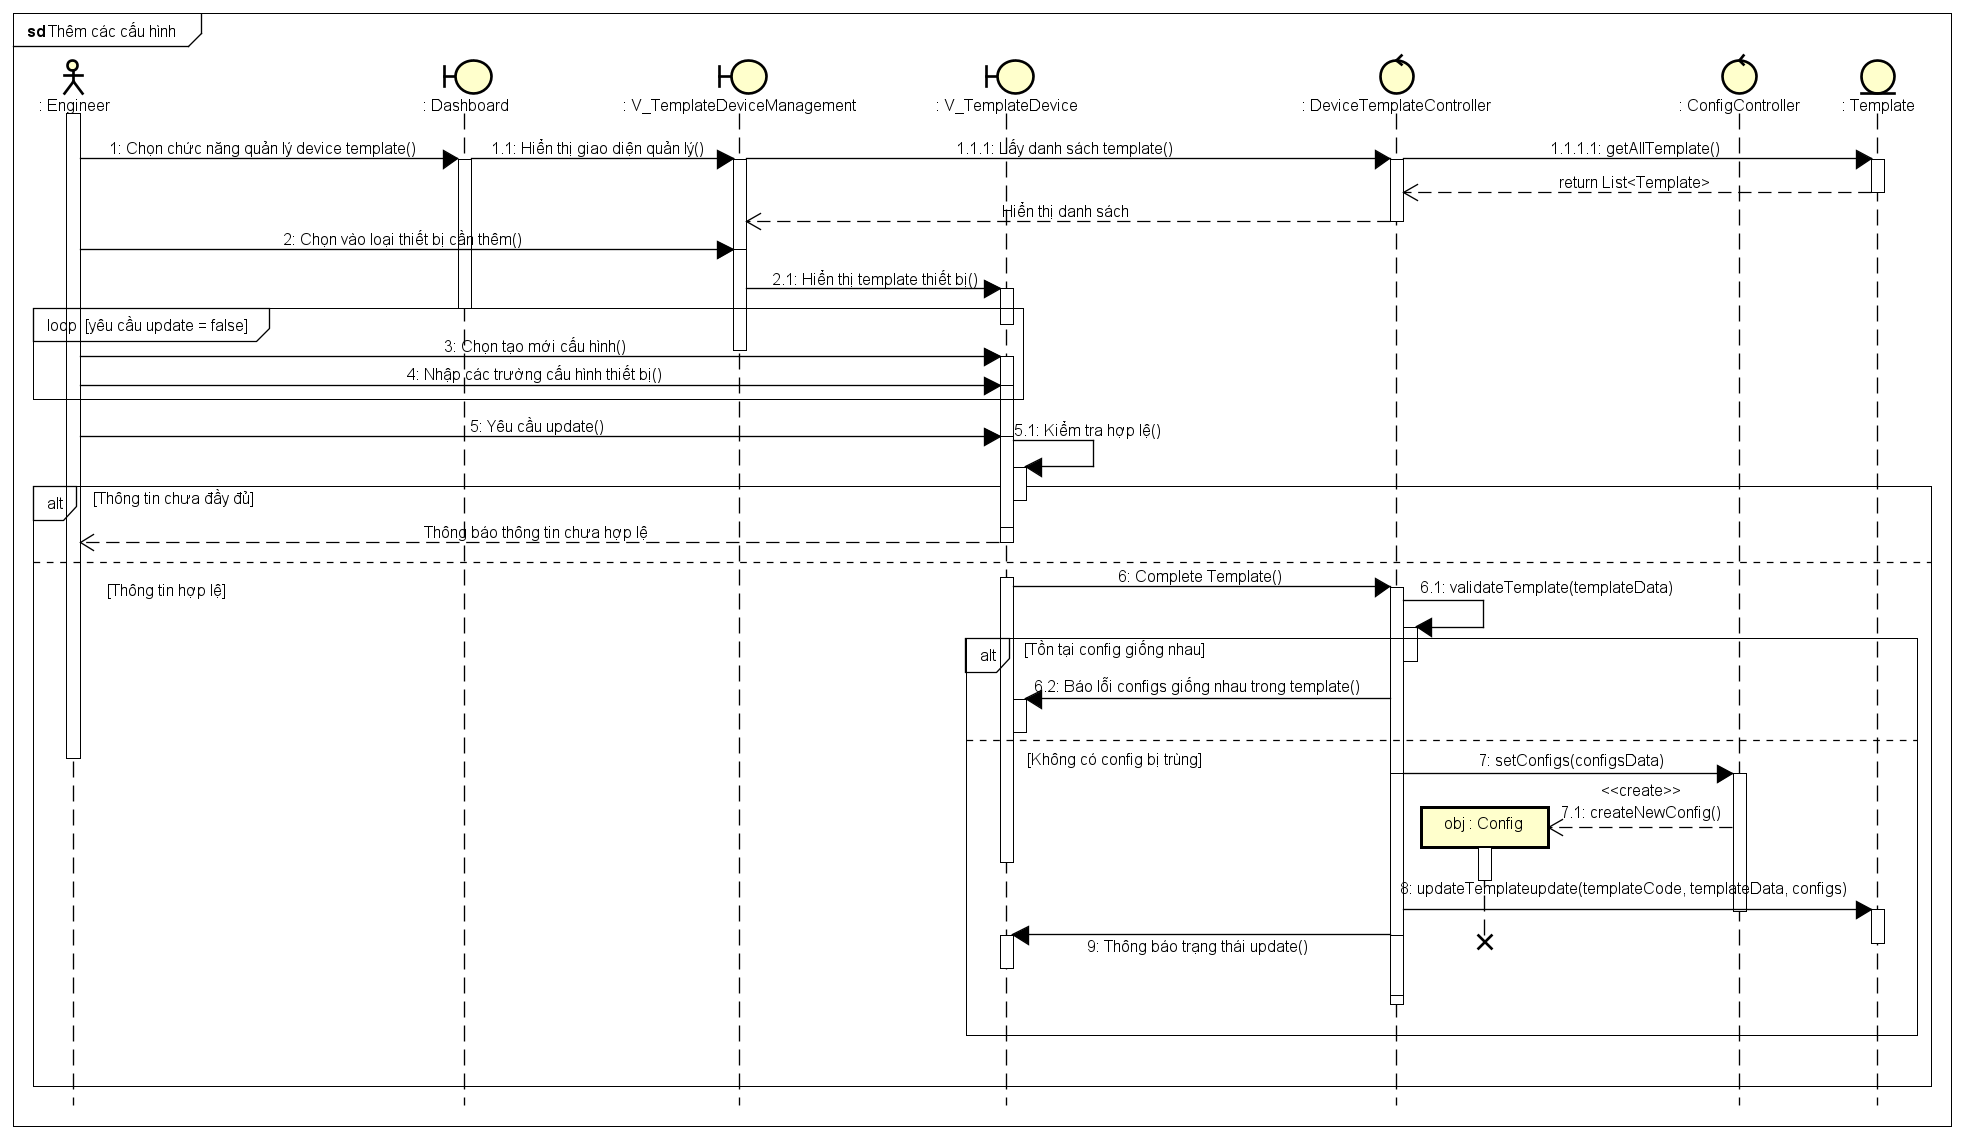 sd Thêm các cấu hình
: Engineer
: Dashboard
: V_TemplateDeviceManagement
: V_TemplateDevice
: DeviceTemplateController
: ConfigController
: Template
1: Chọn chức năng quản lý device template()
1.1: Hiển thị giao diện quản lý()
1.1.1: Lấy danh sách template()
1.1.1.1: getAllTemplate()
return List<Template>
Hiển thị danh sách
2: Chọn vào loại thiết bị cần thêm()
2.1: Hiển thị template thiết bị()
loop [yêu cầu update = false]
3: Chọn tạo mới cấu hình()
4: Nhập các trường cấu hình thiết bị()
5: Yêu cầu update()
5.1: Kiểm tra hợp lệ()
alt [Thông tin chưa đầy đủ]
Thông báo thông tin chưa hợp lệ
[Thông tin hợp lệ]
6: Complete Template()
6.1: validateTemplate(templateData)
alt [Tồn tại config giống nhau]
6.2: Báo lỗi configs giống nhau trong template()
[Không có config bị trùng]
7: setConfigs(configsData)
<<create>>
7.1: createNewConfig()
obj : Config
8: updateTemplateupdate(templateCode, templateData, configs)
9: Thông báo trạng thái update()